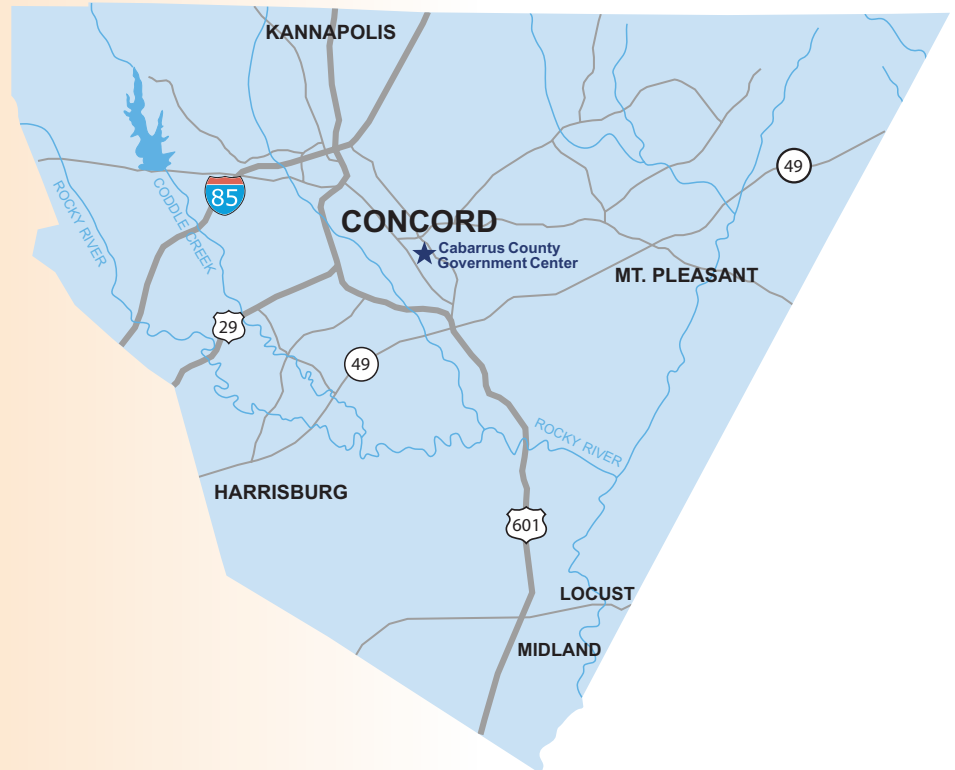 KANNAPOLIS
49
85
ROCKY RIVER
CODDLE CREEK
CONCORD
Cabarrus County
Government Center
MT. PLEASANT
29
49
ROCKY RIVER
HARRISBURG
601
LOCUST
MIDLAND